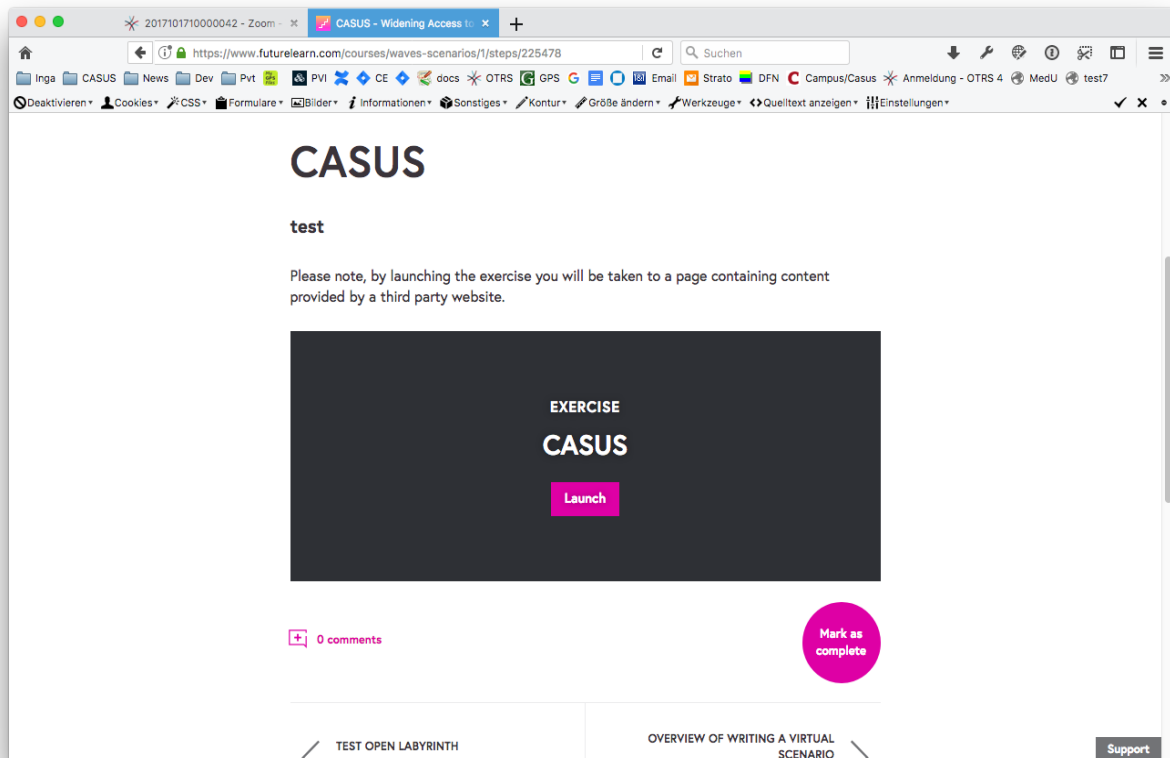 2017101710000042 - Zoom -
CASUS - Widening Access to
https://www.futurelearn.com/courses/waves-scenarios/1/steps/225478
Suchen
Inga CASUS News Dev Pvt PVI CE docs OTRS GPS Email Strato DFN Campus/Casus Anmeldung - OTRS 4 MedU test7
Deaktivieren Cookies CSS Formulare Bilder Informationen Sonstiges Kontur Größe ändern Werkzeuge Quelltext anzeigen Einstellungen
CASUS
test
Please note, by launching the exercise you will be taken to a page containing content
provided by a third party website.
EXERCISE
CASUS
Launch
0 comments
Mark as
complete
TEST OPEN LABYRINTH
OVERVIEW OF WRITING A VIRTUAL
SCENARIO
Support